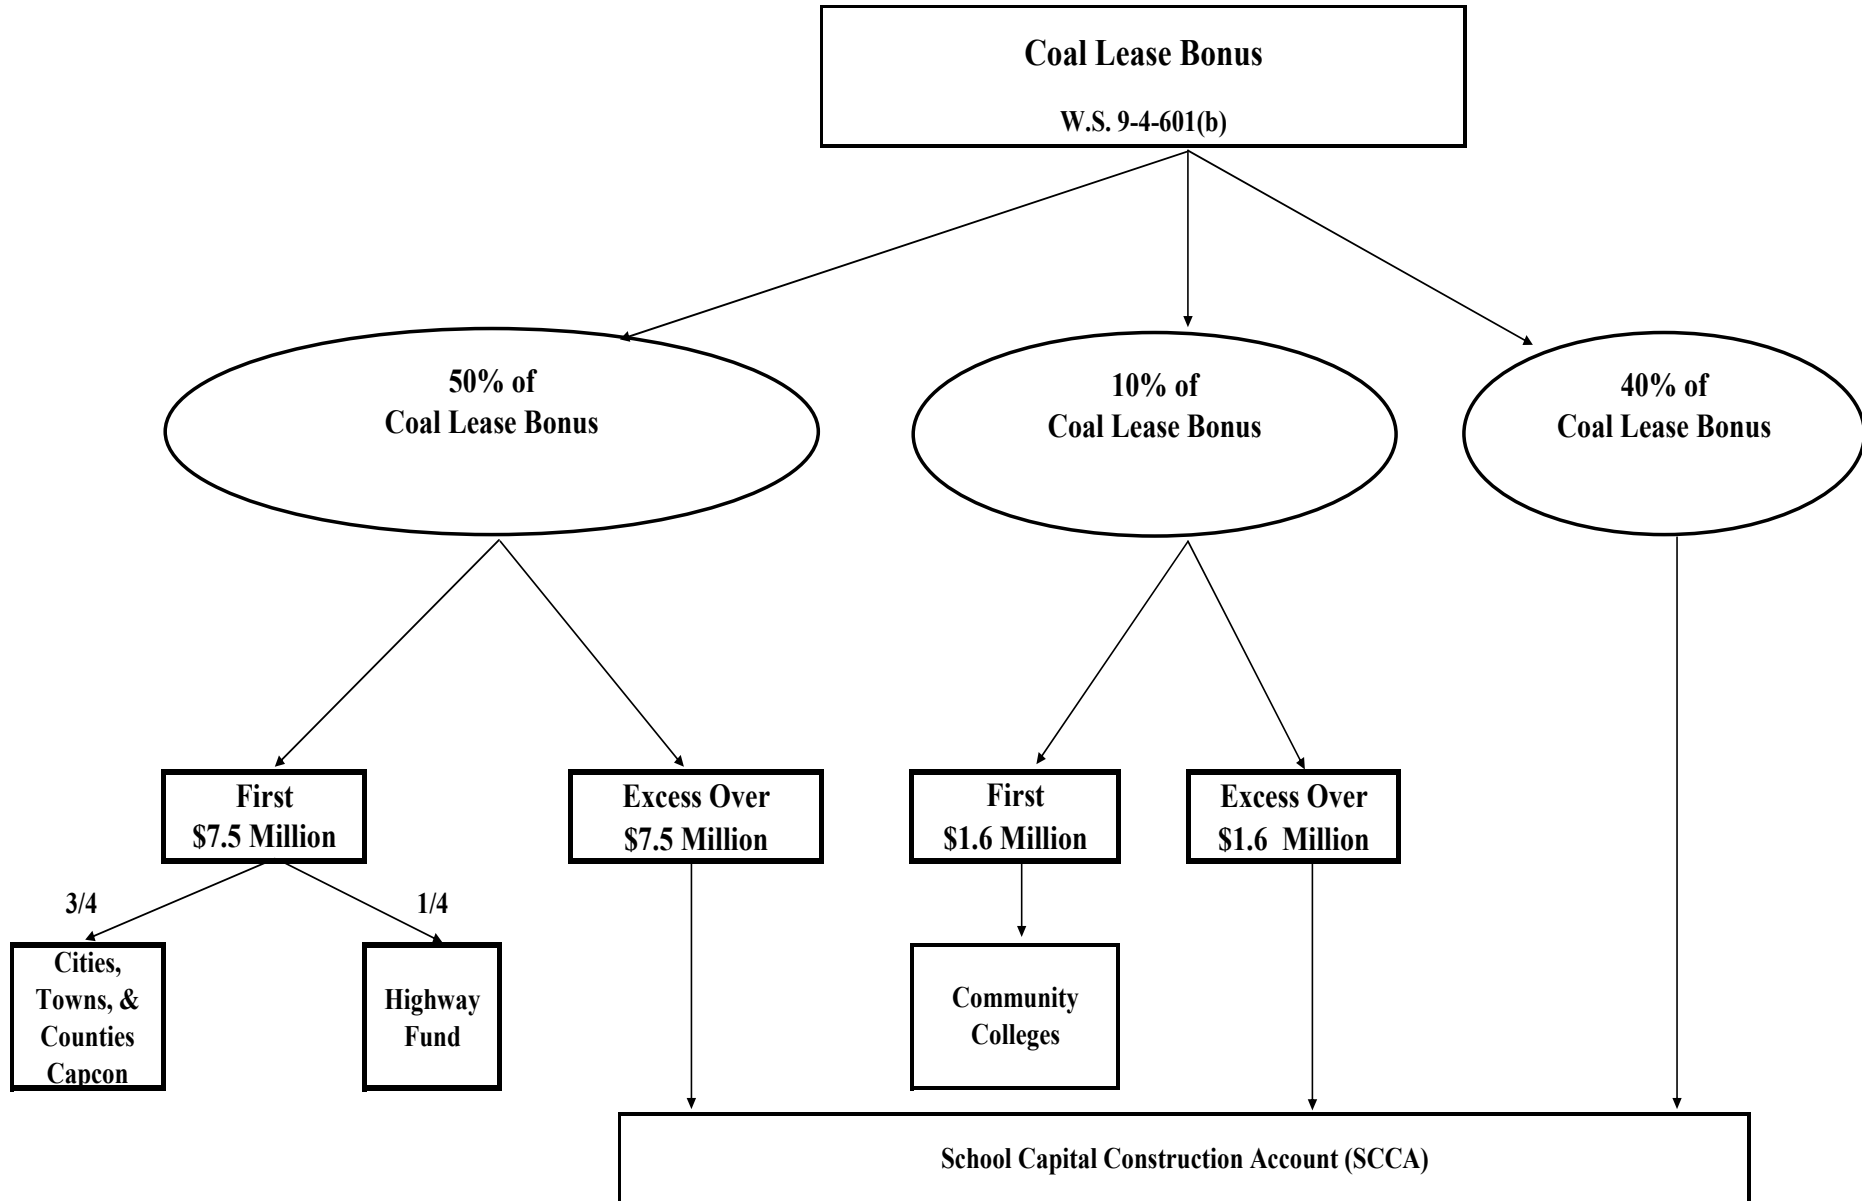 Coal Lease Bonus
W.S. 9-4-601(b)
50% of
Coal Lease Bonus
10% of
Coal Lease Bonus
40% of
Coal Lease Bonus
First
$7.5 Million
Excess Over
$7.5 Million
First
$1.6 Million
Excess Over
$1.6 Million
3/4
1/4
Cities,
Towns, &
Counties
Capcon
Highway
Fund
Community
Colleges
School Capital Construction Account (SCCA)